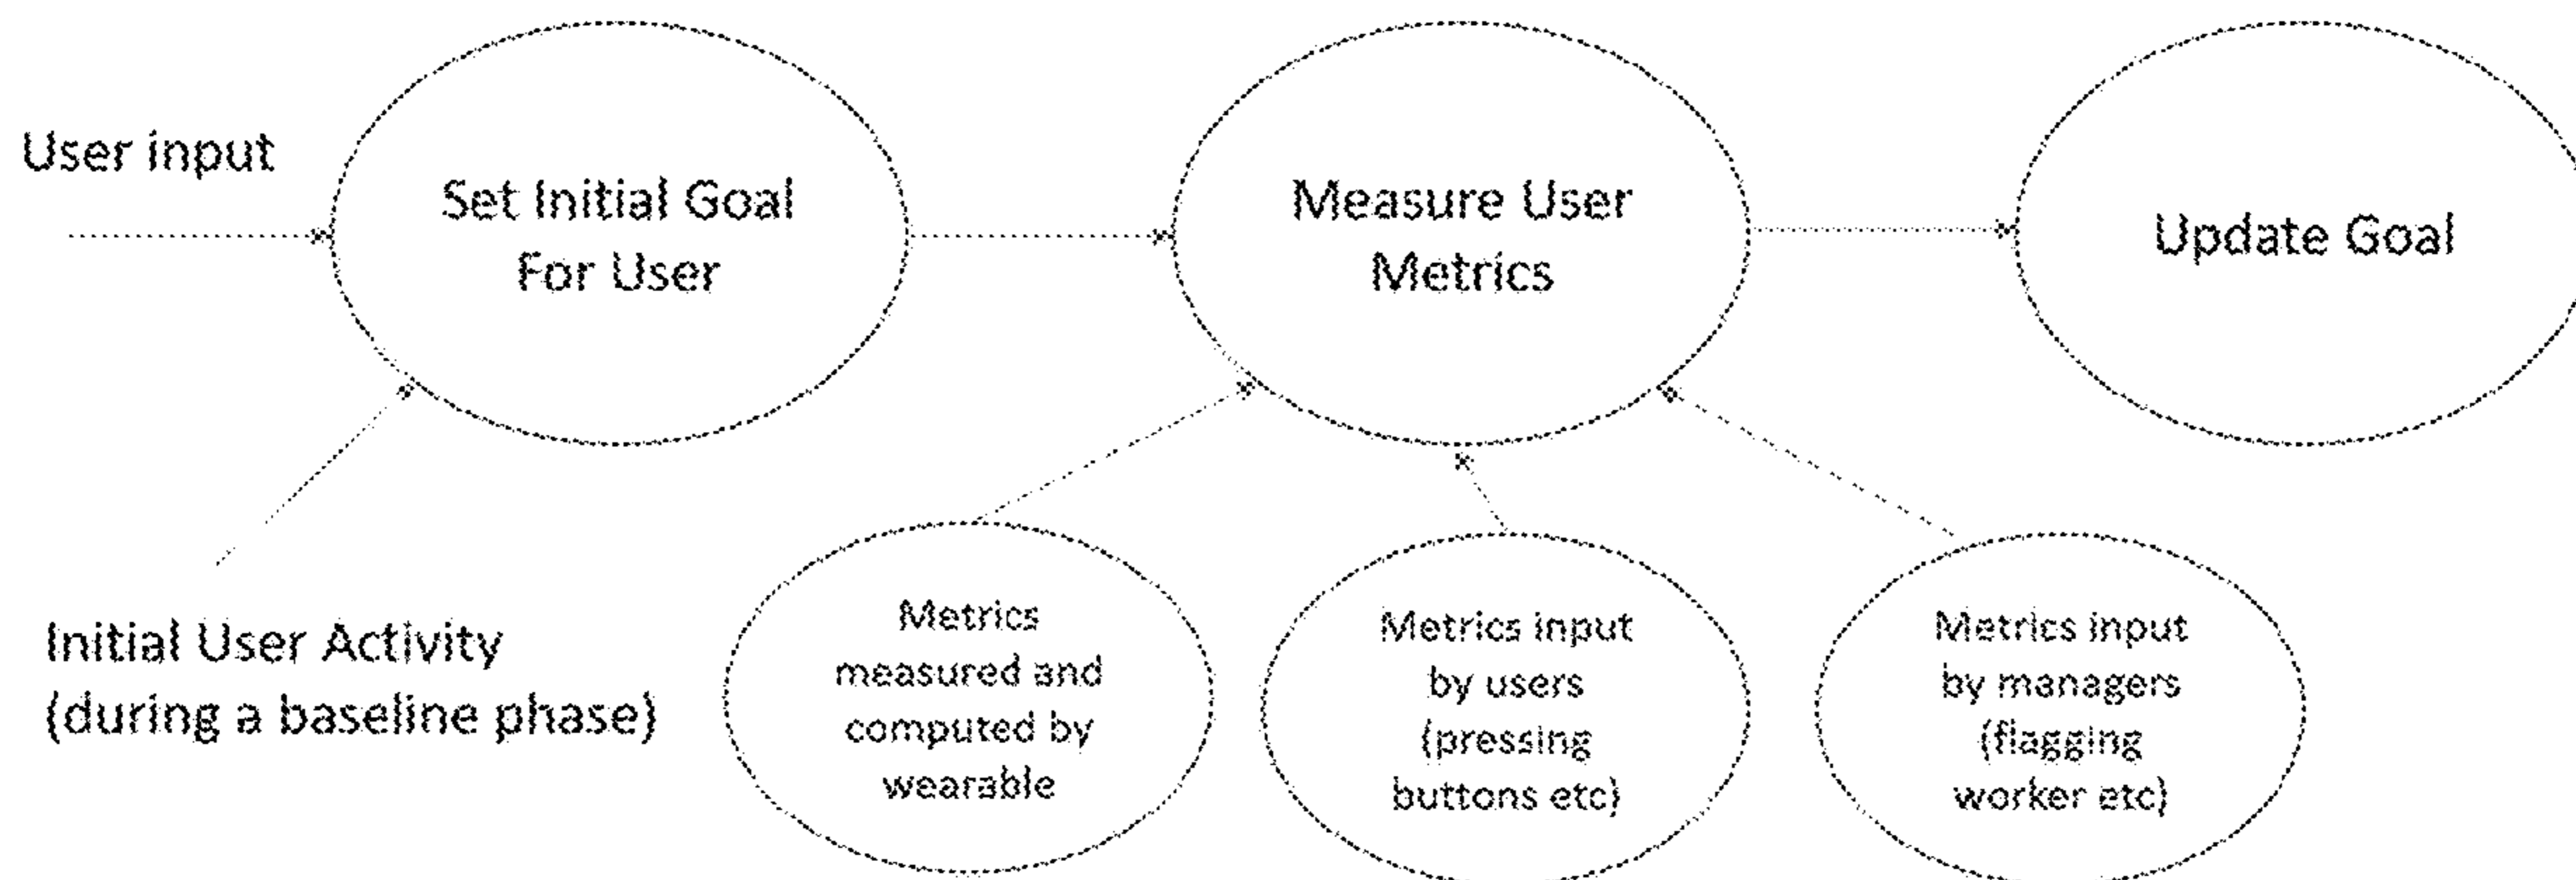 User input
Set Initial Goal
For User
Measure User
Metrics
Update Goal
Initial User Activity
(during a baseline phase)
Metrics
measured and
computed by
wearable
Metrics input
by users
(pressing
buttons etc)
Metrics input
by managers
(flagging
worker etc)